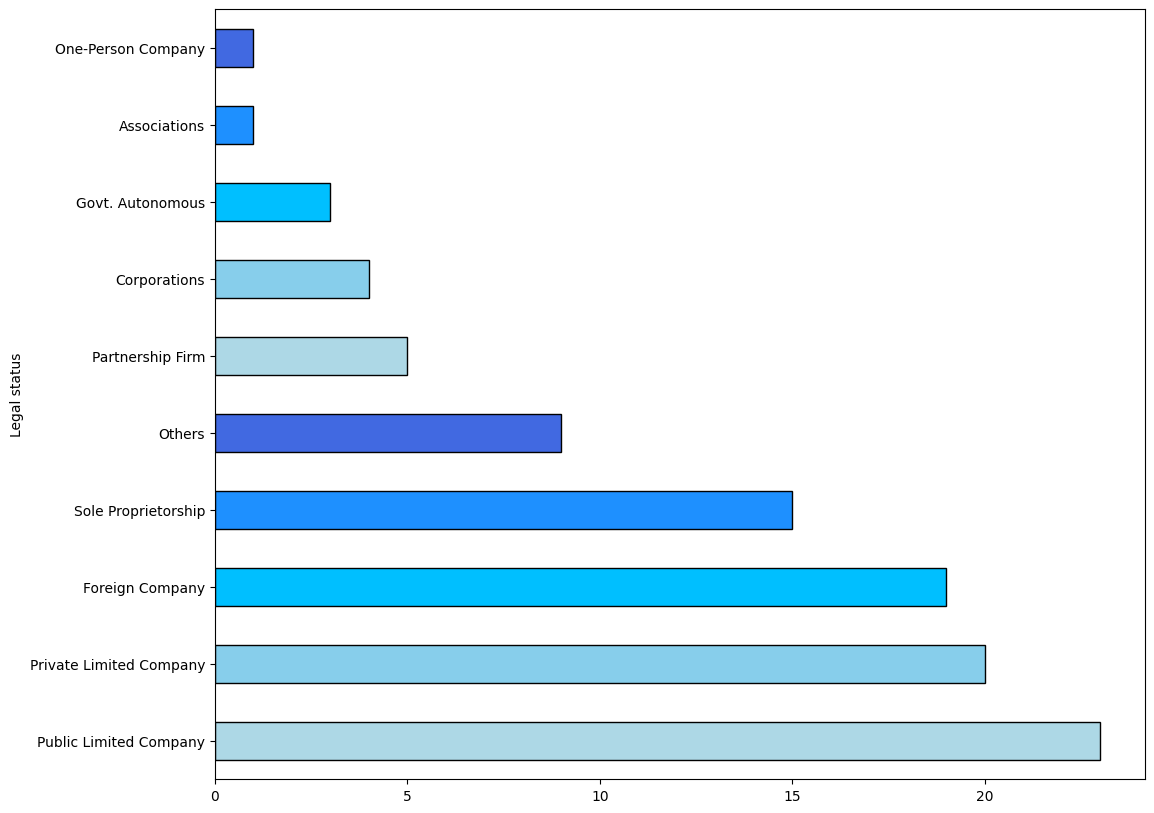 One-Person Company
Associations
Govt. Autonomous
Corporations
Partnership Firm
Others
Sole Proprietorship
Foreign Company
Private Limited Company
Public Limited Company
Legal status
0 5 10 15 20